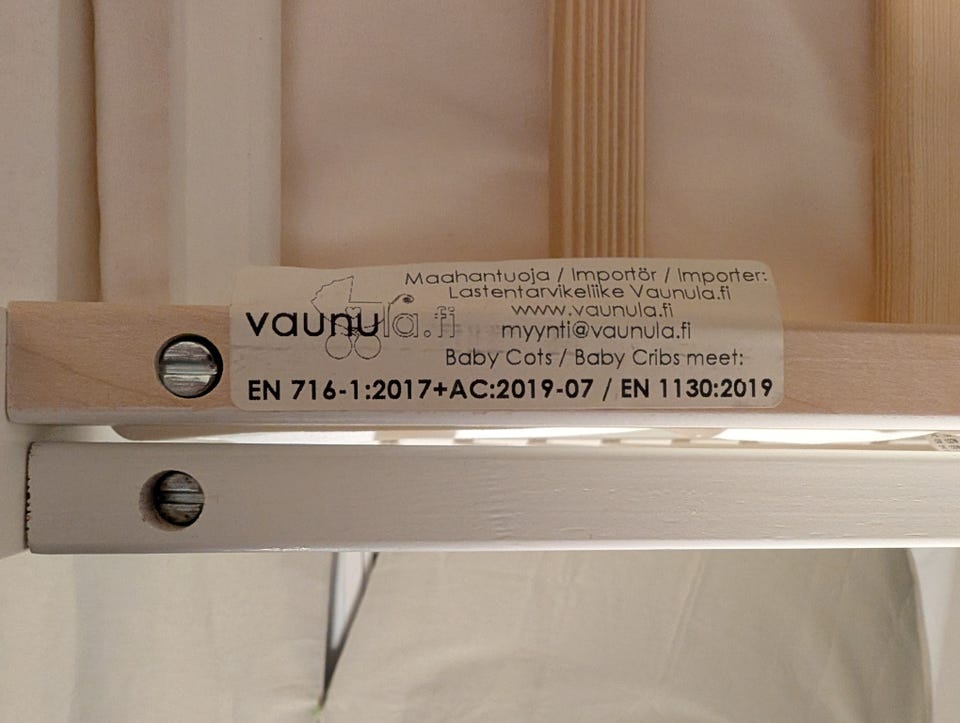 Maahantuoja / Importör / Importer:
Lastentarvikeliike Vaunula.fi
www.vaunula.fi
myynti@vaunula.fi
vaunula.fi
Baby Cots / Baby Cribs meet:
EN 716-1:2017+AC:2019-07 / EN 1130:2019